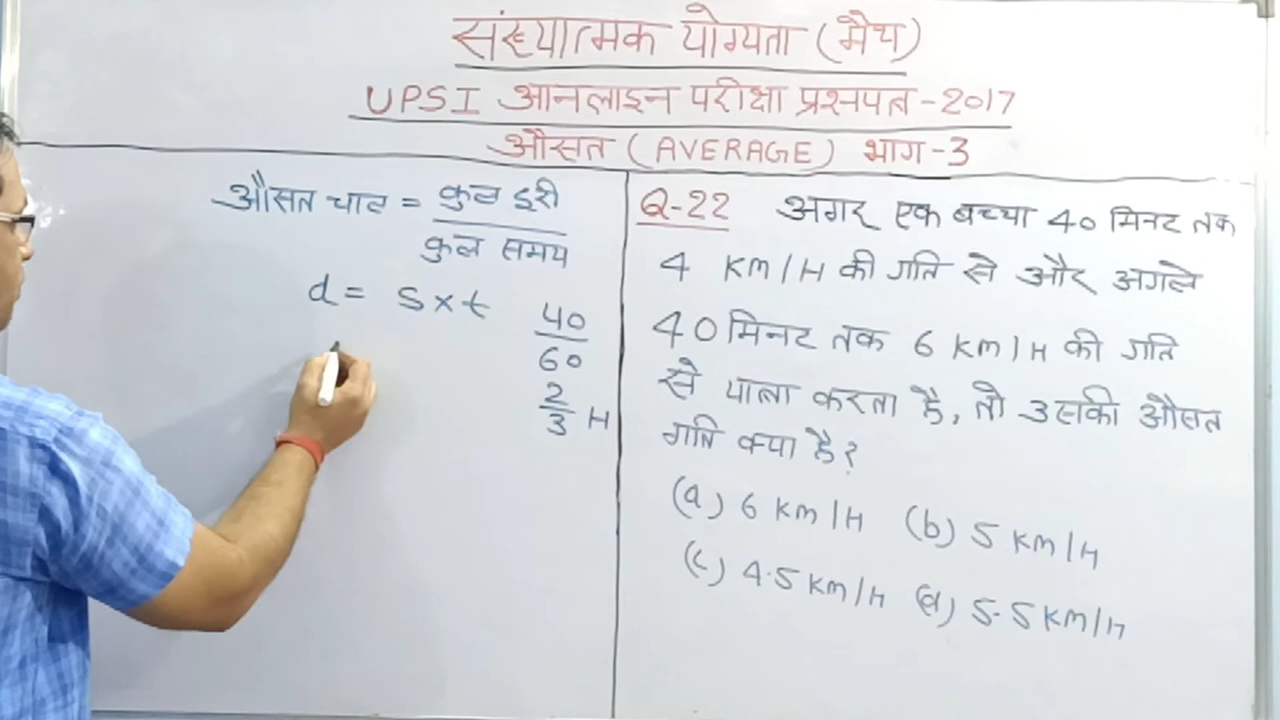 संख्यात्मक योग्यता (मैथ)
UPSI आनलाइन परीक्षा प्रश्नपत्र-2017
औसत (AVERAGE) भाग-3
औसत चाल = कुल दूरी
कुल समय
d = s×t
40
60
2
3 H
Q-22 अगर एक बच्चा 40 मिनट तक
4 KM/H की गति से और अगले
40 मिनट तक 6 KM/H की गति
से यात्रा करता है, तो उसकी औसत
गति क्या है?
(a) 6 KM/H (b) 5 KM/H
(c) 4.5 KM/H (d) 5.5 KM/H